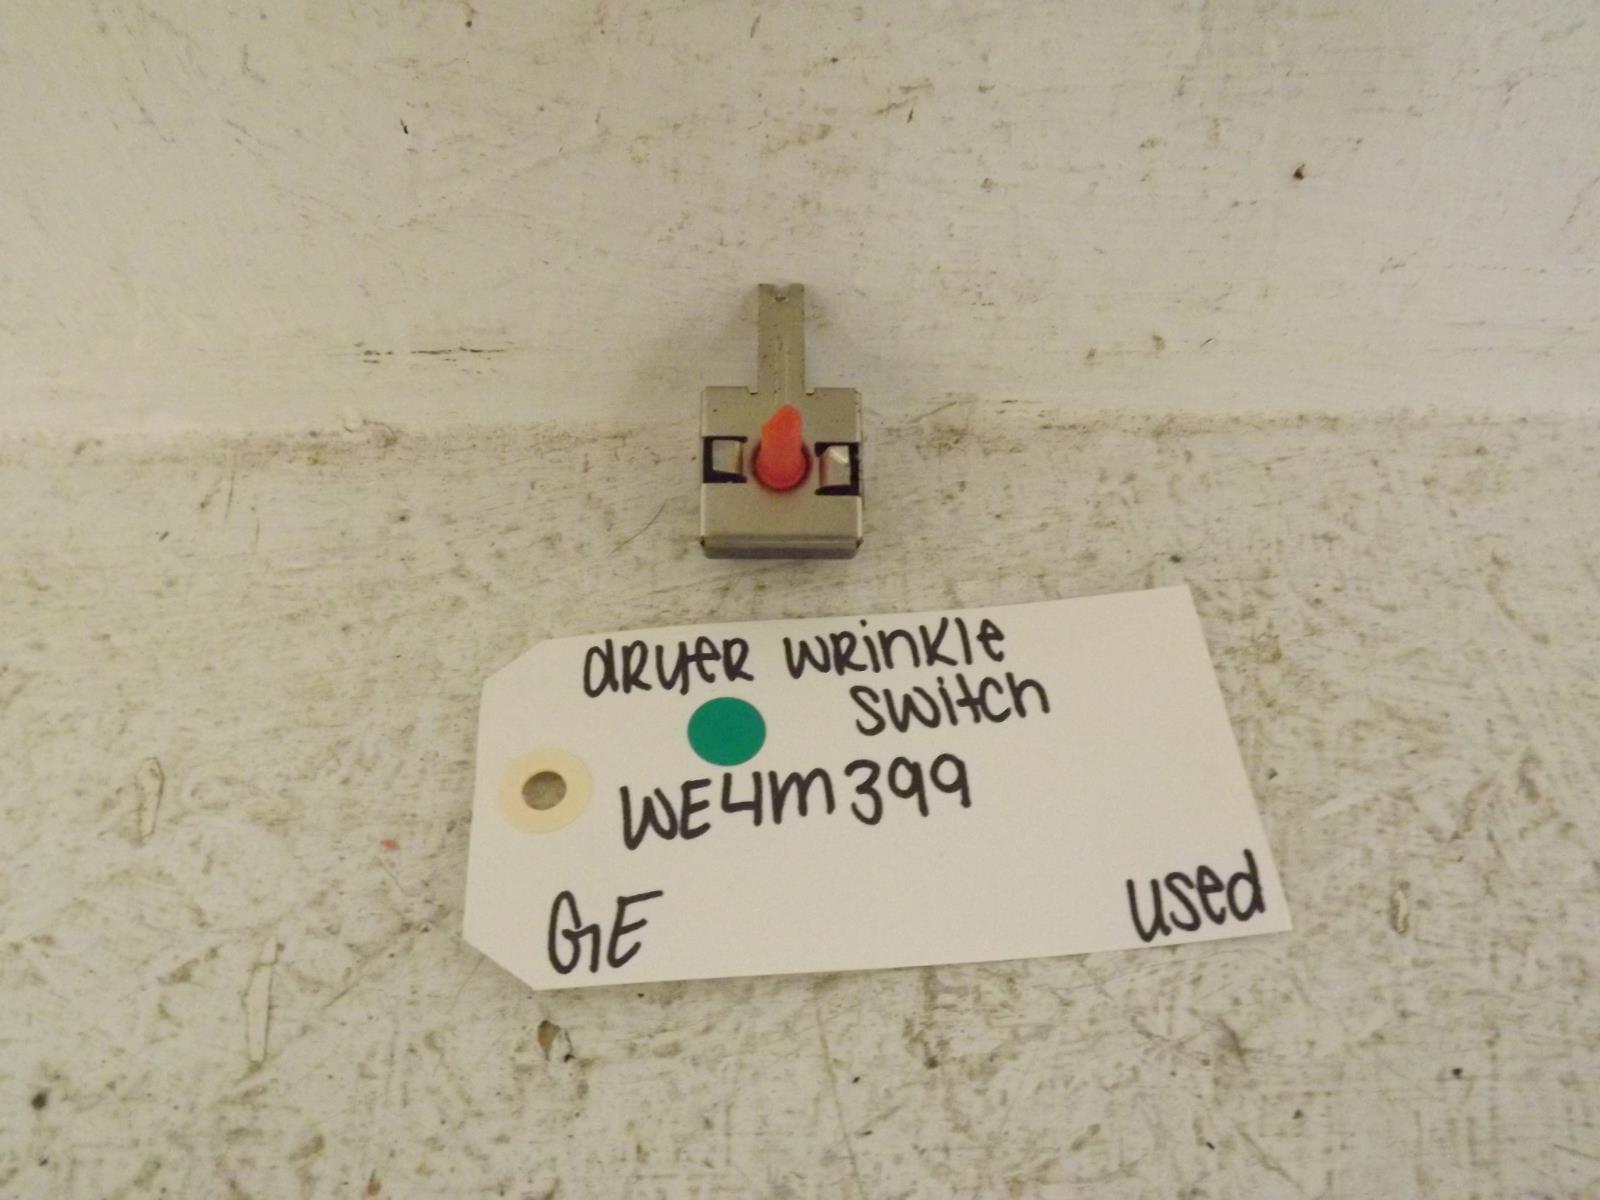 dRyeR wRinkle
switch
WE4M399
GE
used